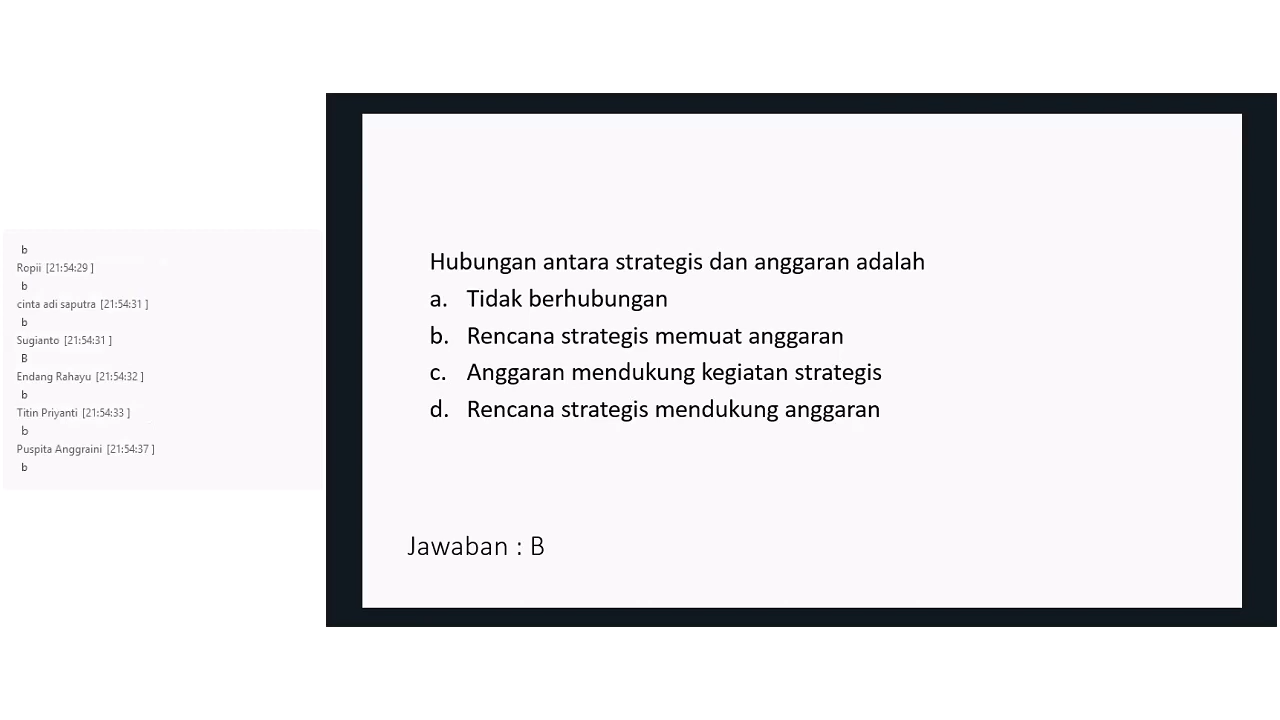 b
Ropii [21:54:29 ]
b
cinta adi saputra [21:54:31 ]
b
Sugianto [21:54:31 ]
B
Endang Rahayu [21:54:32 ]
b
Titin Priyanti [21:54:33 ]
b
Puspita Anggraini [21:54:37 ]
b
Hubungan antara strategis dan anggaran adalah
a. Tidak berhubungan
b. Rencana strategis memuat anggaran
c. Anggaran mendukung kegiatan strategis
d. Rencana strategis mendukung anggaran
Jawaban : B